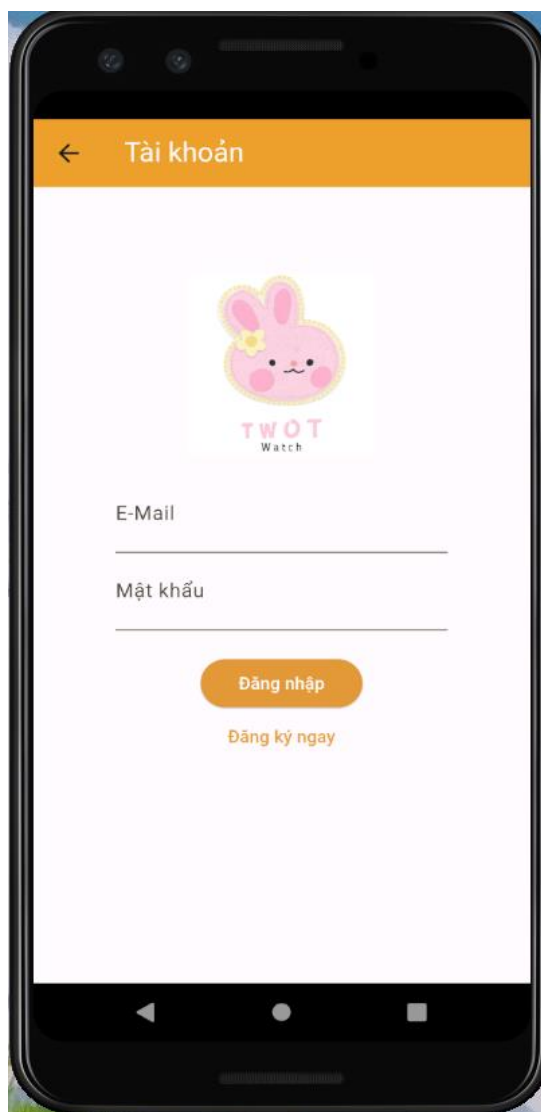 Tài khoản
TWOT
Watch
E-Mail
Mật khẩu
Đăng nhập
Đăng ký ngay